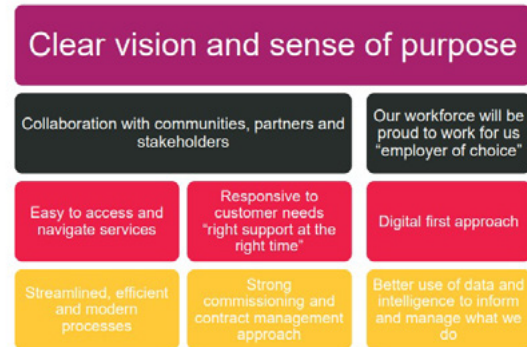 Clear vision and sense of purpose
Collaboration with communities, partners and
stakeholders
Our workforce will be
proud to work for us
“employer of choice”
Easy to access and
navigate services
Responsive to
customer needs
“right support at the
right time”
Digital first approach
Streamlined, efficient
and modern
processes
Strong
commissioning and
contract management
approach
Better use of data and
intelligence to inform
and manage what we
do